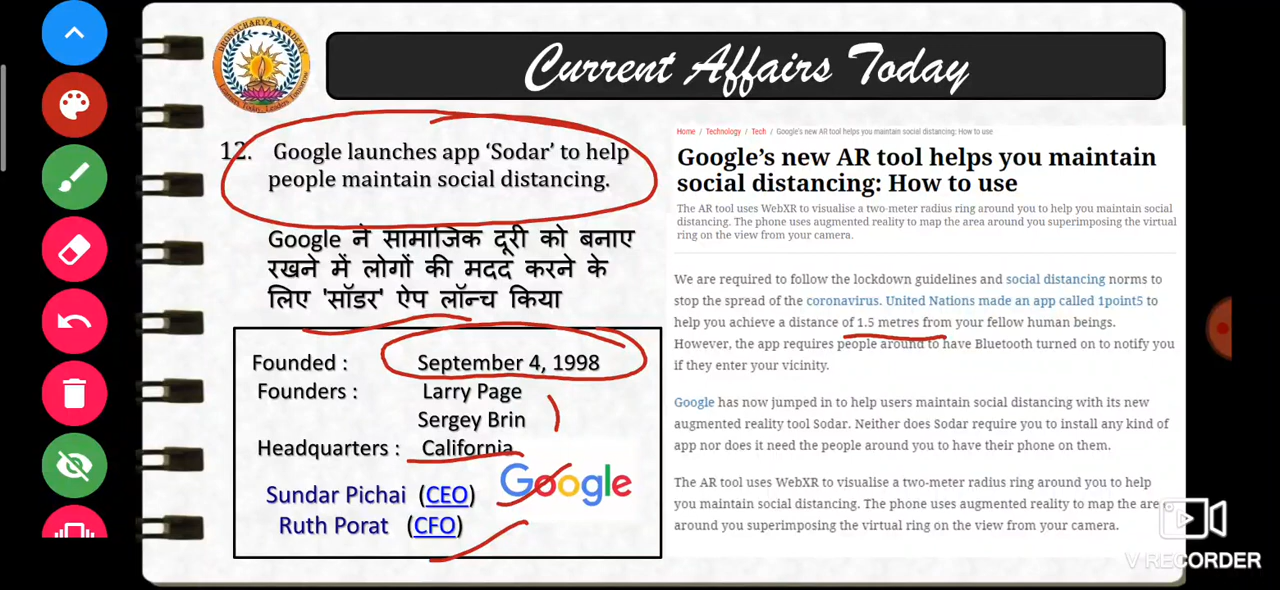 DRONACHARYA ACADEMY
Current Affairs Today
12. Google launches app ‘Sodar’ to help
people maintain social distancing.
Google ने सामाजिक दूरी को बनाए
रखने में लोगों की मदद करने के
लिए 'सॉडर' ऐप लॉन्च किया
Founded : September 4, 1998
Founders : Larry Page
Sergey Brin
Headquarters : California
Sundar Pichai (CEO)
Ruth Porat (CFO)
Google
Home / Technology / Tech / Google's new AR tool helps you maintain social distancing: How to use
Google’s new AR tool helps you maintain
social distancing: How to use
The AR tool uses WebXR to visualise a two-meter radius ring around you to help you maintain social
distancing. The phone uses augmented reality to map the area around you superimposing the virtual
ring on the view from your camera.
We are required to follow the lockdown guidelines and social distancing norms to
stop the spread of the coronavirus. United Nations made an app called 1point5 to
help you achieve a distance of 1.5 metres from your fellow human beings.
However, the app requires people around to have Bluetooth turned on to notify you
if they enter your vicinity.
Google has now jumped in to help users maintain social distancing with its new
augmented reality tool Sodar. Neither does Sodar require you to install any kind of
app nor does it need the people around you to have their phone on them.
The AR tool uses WebXR to visualise a two-meter radius ring around you to help
you maintain social distancing. The phone uses augmented reality to map the are
around you superimposing the virtual ring on the view from your camera.
V RECORDER